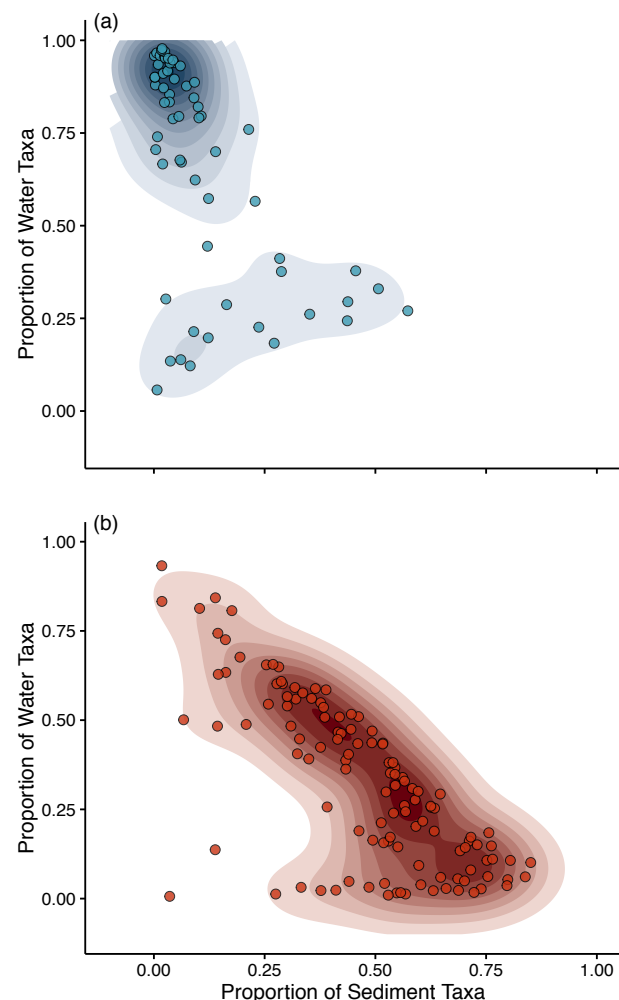 (a)
1.00
0.75
0.50
0.25
0.00
Proportion of Water Taxa
(b)
1.00
0.75
0.50
0.25
0.00
Proportion of Water Taxa
0.00 0.25 0.50 0.75 1.00
Proportion of Sediment Taxa